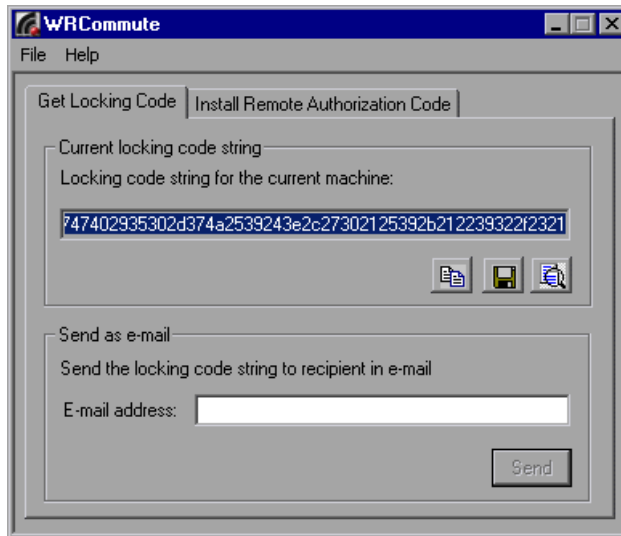 WRCommute
File Help
Get Locking Code Install Remote Authorization Code
Current locking code string
Locking code string for the current machine:
747402935302d374a2539243e2c27302125392b212239322f2321
Send as e-mail
Send the locking code string to recipient in e-mail
E-mail address:
Send